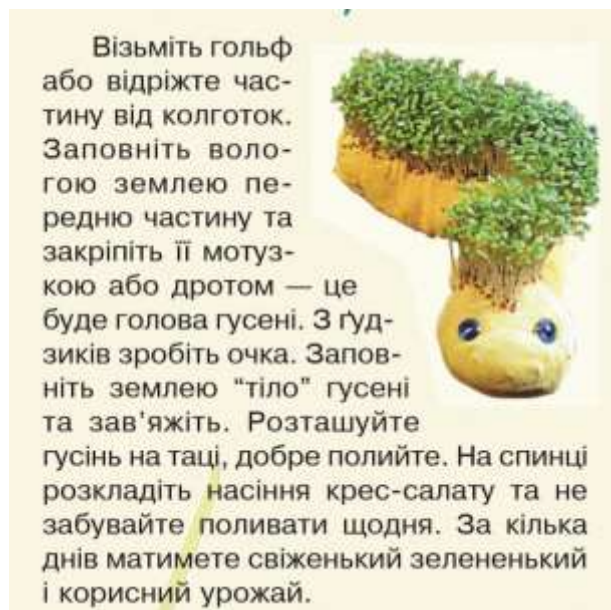 Візьміть гольф
або відріжте час-
тину від колготок.
Заповніть воло-
гою землею пе-
редню частину та
закріпіть її мотуз-
кою або дротом — це
буде голова гусені. З ґуд-
зиків зробіть очка. Запов-
ніть землею “тіло” гусені
та зав'яжіть. Розташуйте
гусінь на таці, добре полийте. На спинці
розкладіть насіння крес-салату та не
забувайте поливати щодня. За кілька
днів матимете свіженький зелененький
і корисний урожай.